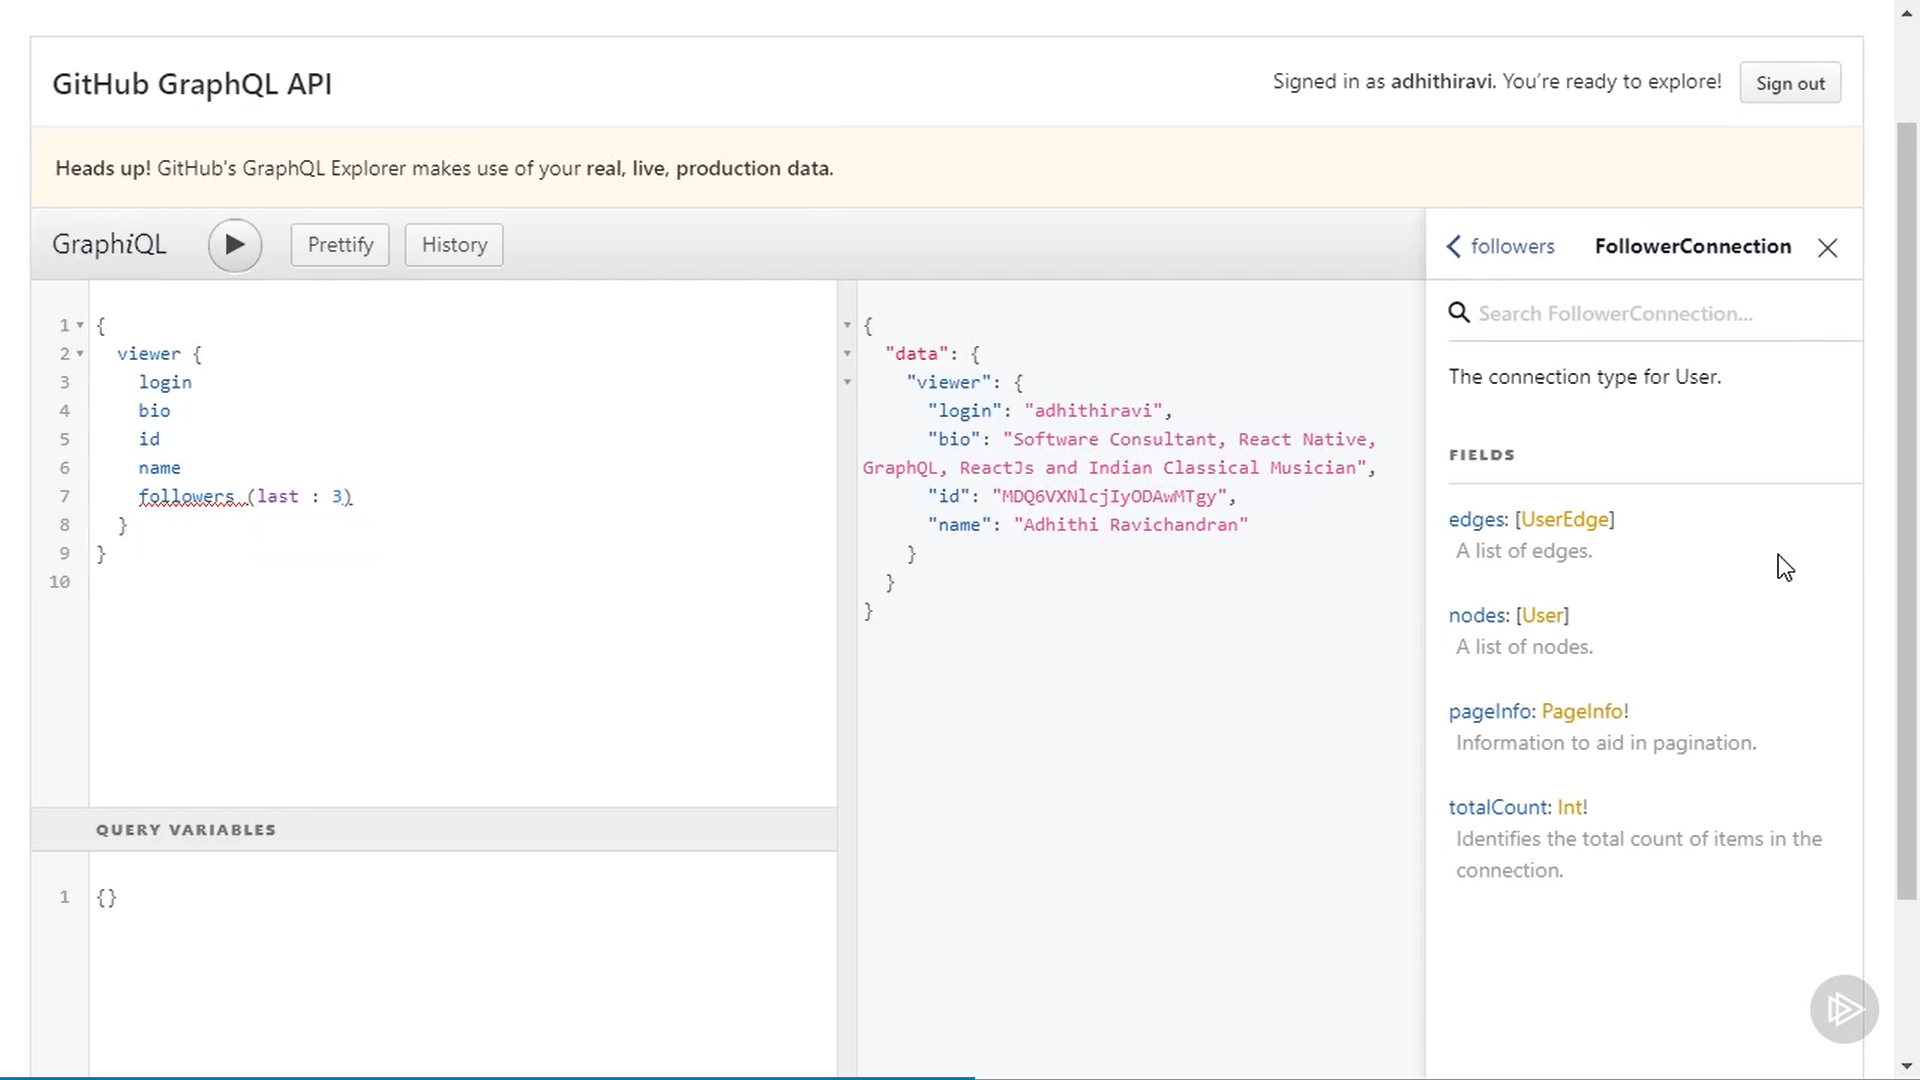 GitHub GraphQL API
Signed in as adhithiravi. You're ready to explore!
Sign out
Heads up! GitHub's GraphQL Explorer makes use of your real, live, production data.
GraphiQL
Prettify
History
followers
FollowerConnection
Search FollowerConnection...
1 {
2 viewer {
3 login
4 bio
5 id
6 name
7 followers (last : 3)
8 }
9 }
10
{
"data": {
"viewer": {
"login": "adhithiravi",
"bio": "Software Consultant, React Native,
GraphQL, ReactJs and Indian Classical Musician",
"id": "MDQ6VXNlcjIyODAwMTgy",
"name": "Adhithi Ravichandran"
}
}
}
The connection type for User.
FIELDS
edges: [UserEdge]
A list of edges.
nodes: [User]
A list of nodes.
pageInfo: PageInfo!
Information to aid in pagination.
totalCount: Int!
Identifies the total count of items in the
connection.
QUERY VARIABLES
1 {}